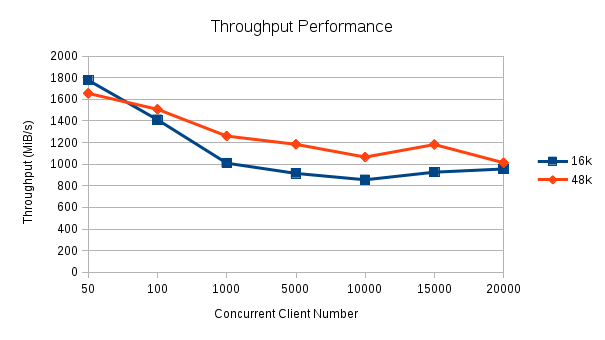 Throughput Performance
2000
1800
1600
1400
1200
1000
800
600
400
200
0
Throughput (MiB/s)
50 100 1000 5000 10000 15000 20000
Concurrent Client Number
16k
48k